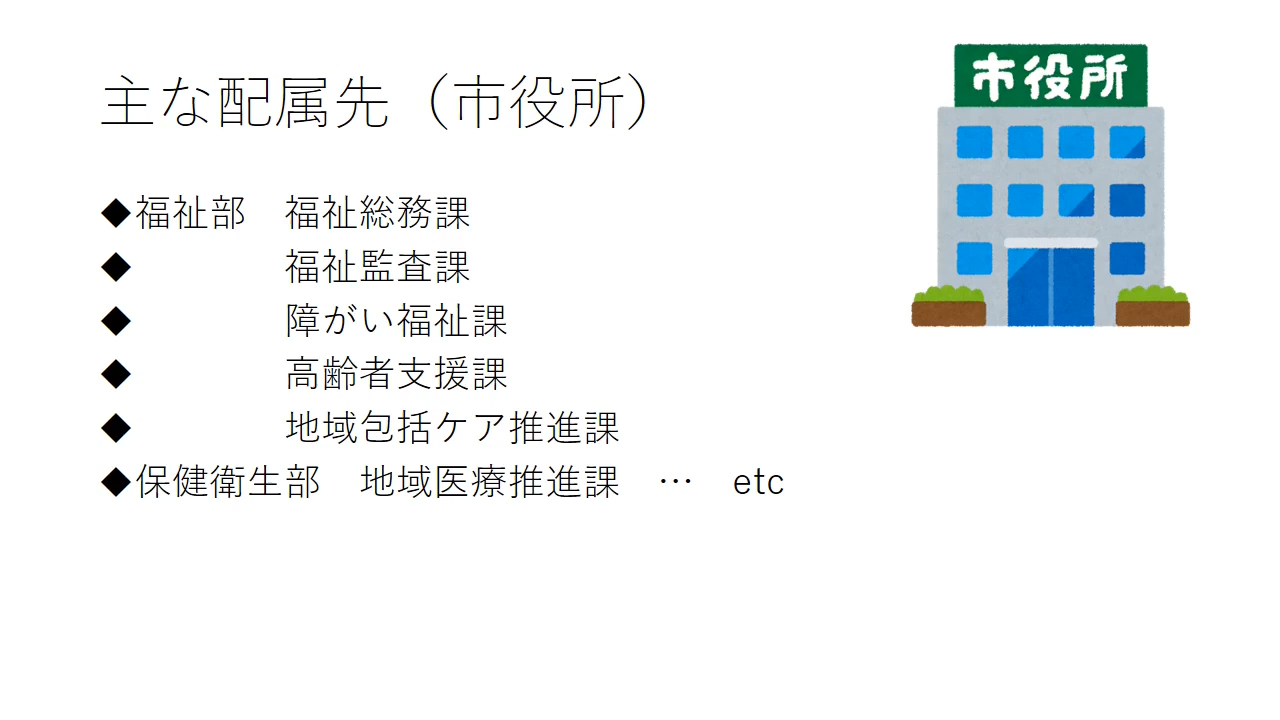 市役所
主な配属先（市役所）
◆福祉部　福祉総務課
◆　　　　福祉監査課
◆　　　　障がい福祉課
◆　　　　高齢者支援課
◆　　　　地域包括ケア推進課
◆保健衛生部　地域医療推進課　…　etc